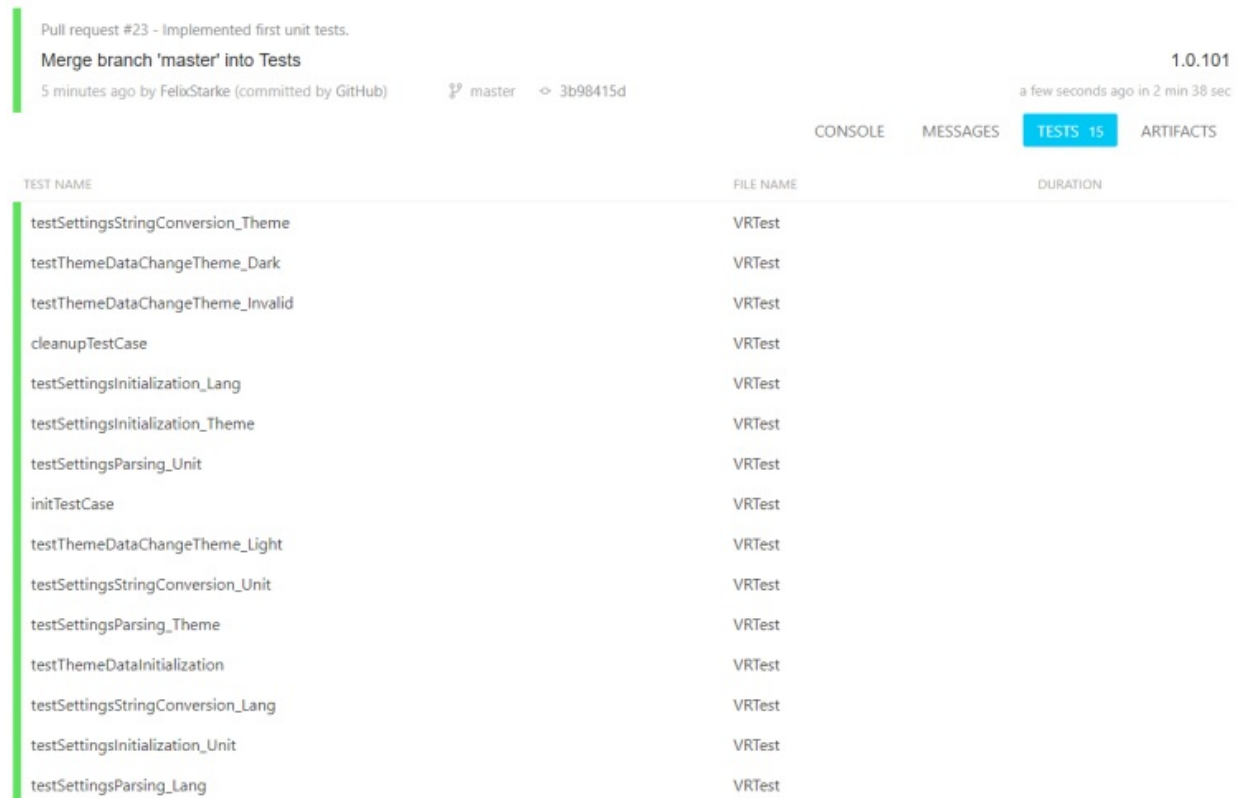 Pull request #23 - Implemented first unit tests.
Merge branch 'master' into Tests 1.0.101
5 minutes ago by FelixStarke (committed by GitHub) master 3b98415d a few seconds ago in 2 min 38 sec
CONSOLE MESSAGES TESTS 15 ARTIFACTS
TEST NAME FILE NAME DURATION
testSettingsStringConversion_Theme VRTest
testThemeDataChangeTheme_Dark VRTest
testThemeDataChangeTheme_Invalid VRTest
cleanupTestCase VRTest
testSettingsInitialization_Lang VRTest
testSettingsInitialization_Theme VRTest
testSettingsParsing_Unit VRTest
initTestCase VRTest
testThemeDataChangeTheme_Light VRTest
testSettingsStringConversion_Unit VRTest
testSettingsParsing_Theme VRTest
testThemeDataInitialization VRTest
testSettingsStringConversion_Lang VRTest
testSettingsInitialization_Unit VRTest
testSettingsParsing_Lang VRTest